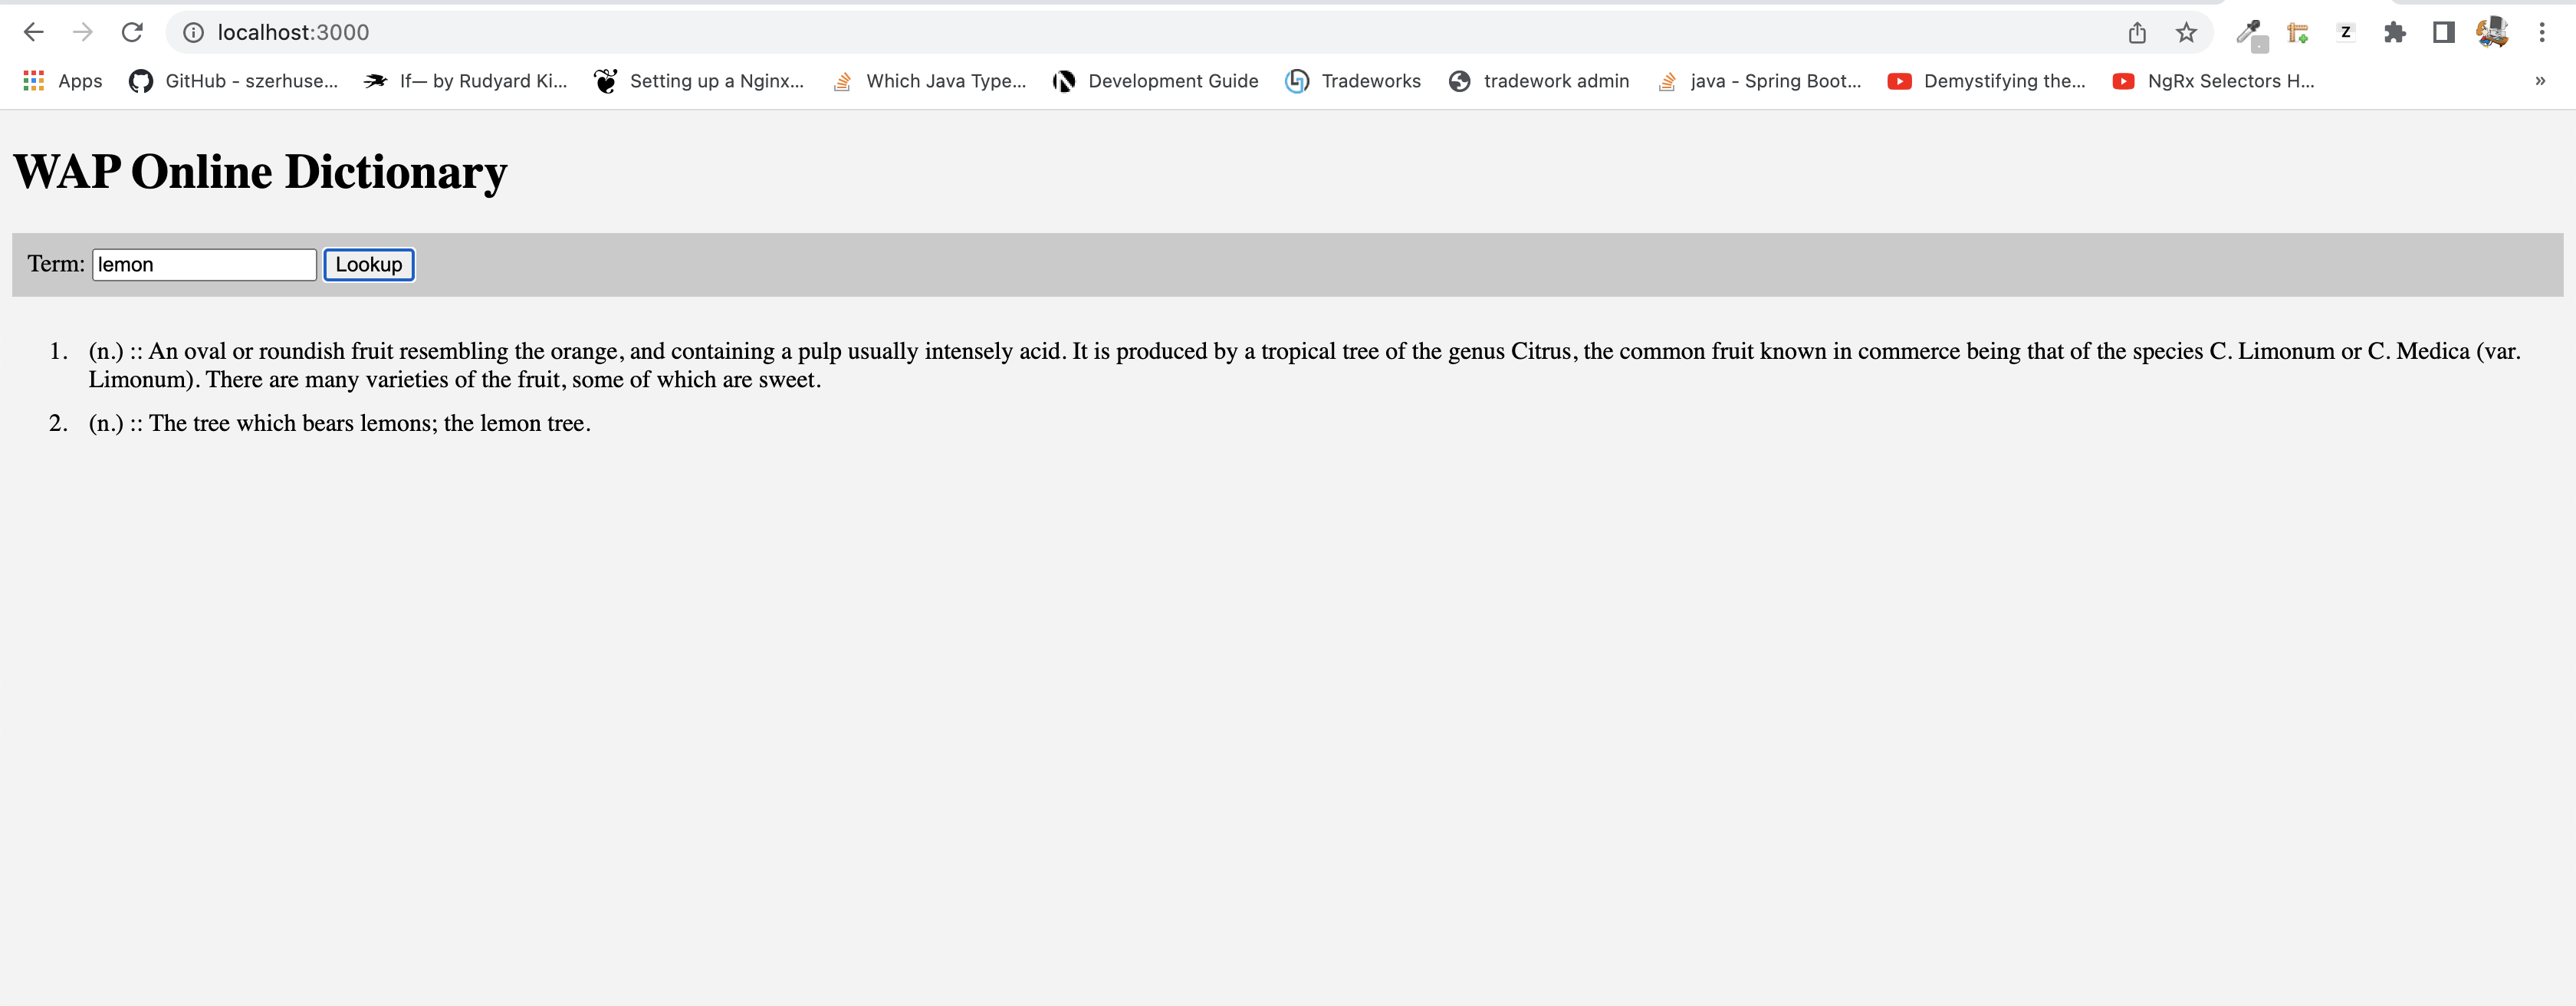 localhost:3000
Z
Apps GitHub - szerhuse... If— by Rudyard Ki... Setting up a Nginx... Which Java Type... Development Guide Tradeworks tradework admin java - Spring Boot... Demystifying the... NgRx Selectors H... »
WAP Online Dictionary
Term: lemon Lookup
1. (n.) :: An oval or roundish fruit resembling the orange, and containing a pulp usually intensely acid. It is produced by a tropical tree of the genus Citrus, the common fruit known in commerce being that of the species C. Limonum or C. Medica (var.
Limonum). There are many varieties of the fruit, some of which are sweet.
2. (n.) :: The tree which bears lemons; the lemon tree.